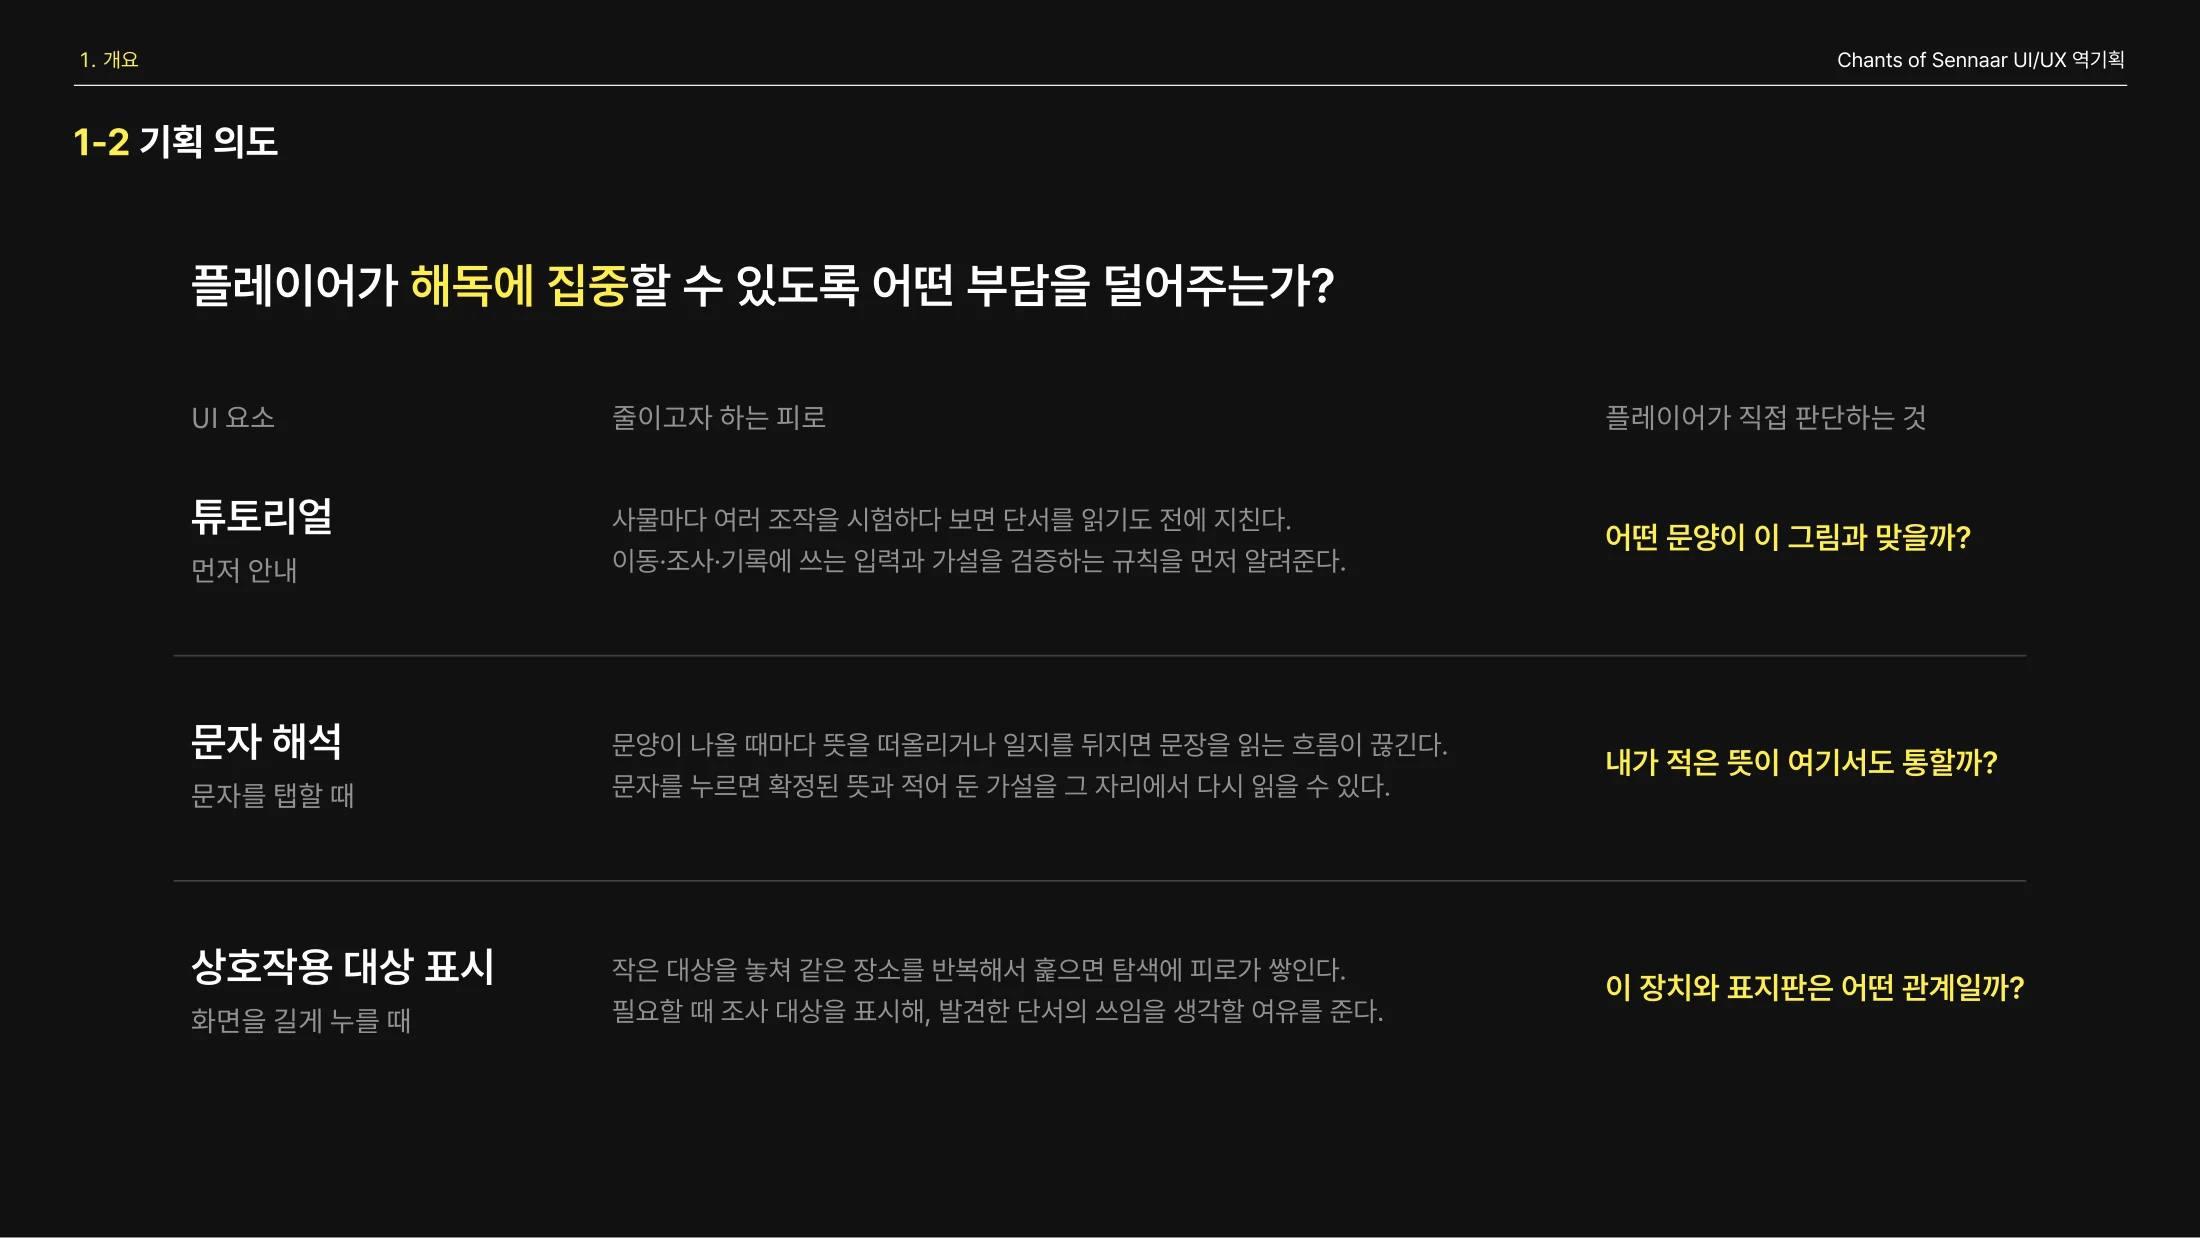 1. 개요
Chants of Sennaar UI/UX 역기획
1-2 기획 의도
플레이어가 해독에 집중할 수 있도록 어떤 부담을 덜어주는가?
UI 요소
줄이고자 하는 피로
플레이어가 직접 판단하는 것
튜토리얼
먼저 안내
사물마다 여러 조작을 시험하다 보면 단서를 읽기도 전에 지친다.
이동·조사·기록에 쓰는 입력과 가설을 검증하는 규칙을 먼저 알려준다.
어떤 문양이 이 그림과 맞을까?
문자 해석
문자를 탭할 때
문양이 나올 때마다 뜻을 떠올리거나 일지를 뒤지면 문장을 읽는 흐름이 끊긴다.
문자를 누르면 확정된 뜻과 적어 둔 가설을 그 자리에서 다시 읽을 수 있다.
내가 적은 뜻이 여기서도 통할까?
상호작용 대상 표시
화면을 길게 누를 때
작은 대상을 놓쳐 같은 장소를 반복해서 훑으면 탐색에 피로가 쌓인다.
필요할 때 조사 대상을 표시해, 발견한 단서의 쓰임을 생각할 여유를 준다.
이 장치와 표지판은 어떤 관계일까?